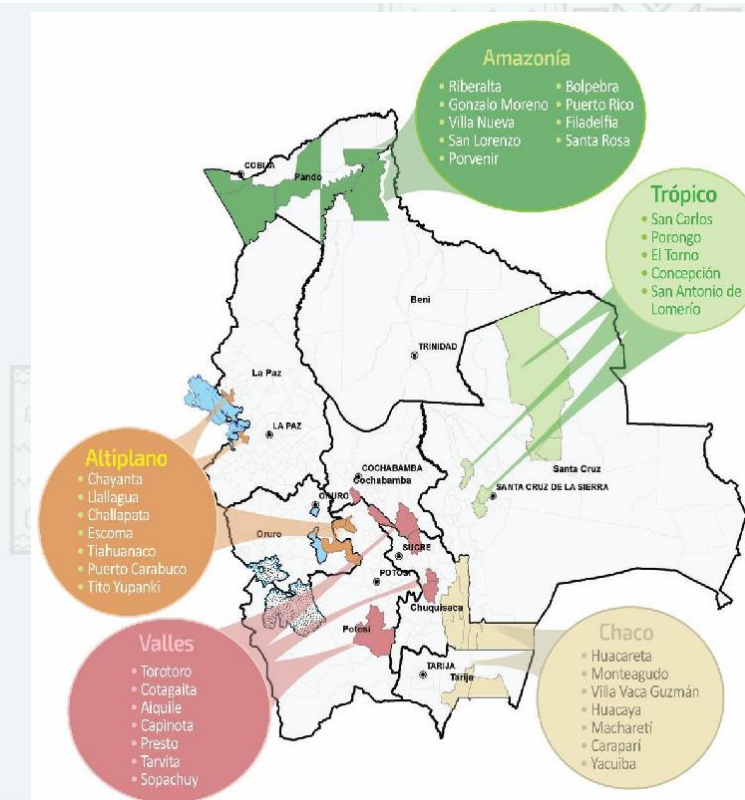 Amazonía
• Riberalta
• Gonzalo Moreno
• Villa Nueva
• San Lorenzo
Porvenir
• Bolpebra
• Puerto Rico
• Filadelfia
• Santa Rosa
Trópico
• San Carlos
• Porongo
• El Torno
• Concepción
• San Antonio de
Lomerío
COBIJA
Pando
Beni
TRINIDAD
La Paz
LA PAZ
COCHABAMBA
Cochabamba
Santa Cruz
SANTA CRUZ DE LA SIERRA
ORURO
Oruro
SUCRE
POTOSI
Chuquisaca
Potosi
TARIJA
Tarija
Altiplano
• Chayanta
• Llallagua
• Challapata
• Escoma
• Tiahuanaco
• Puerto Carabuco
• Tito Yupanki
Valles
• Torotoro
• Cotagaita
• Aiquile
• Capinota
• Presto
• Tarvita
• Sopachuy
Chaco
• Huacareta
• Monteagudo
• Villa Vaca Guzmán
• Huacaya
• Macharetí
• Caraparí
• Yacuiba